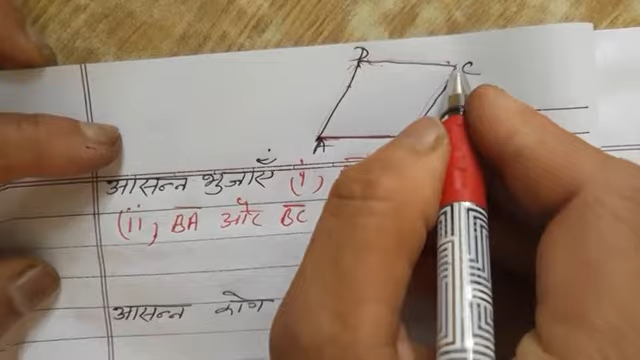 D
C
A
आसन्न भुजाएँ (i)
(ii) BA और BC
आसन्न कोण